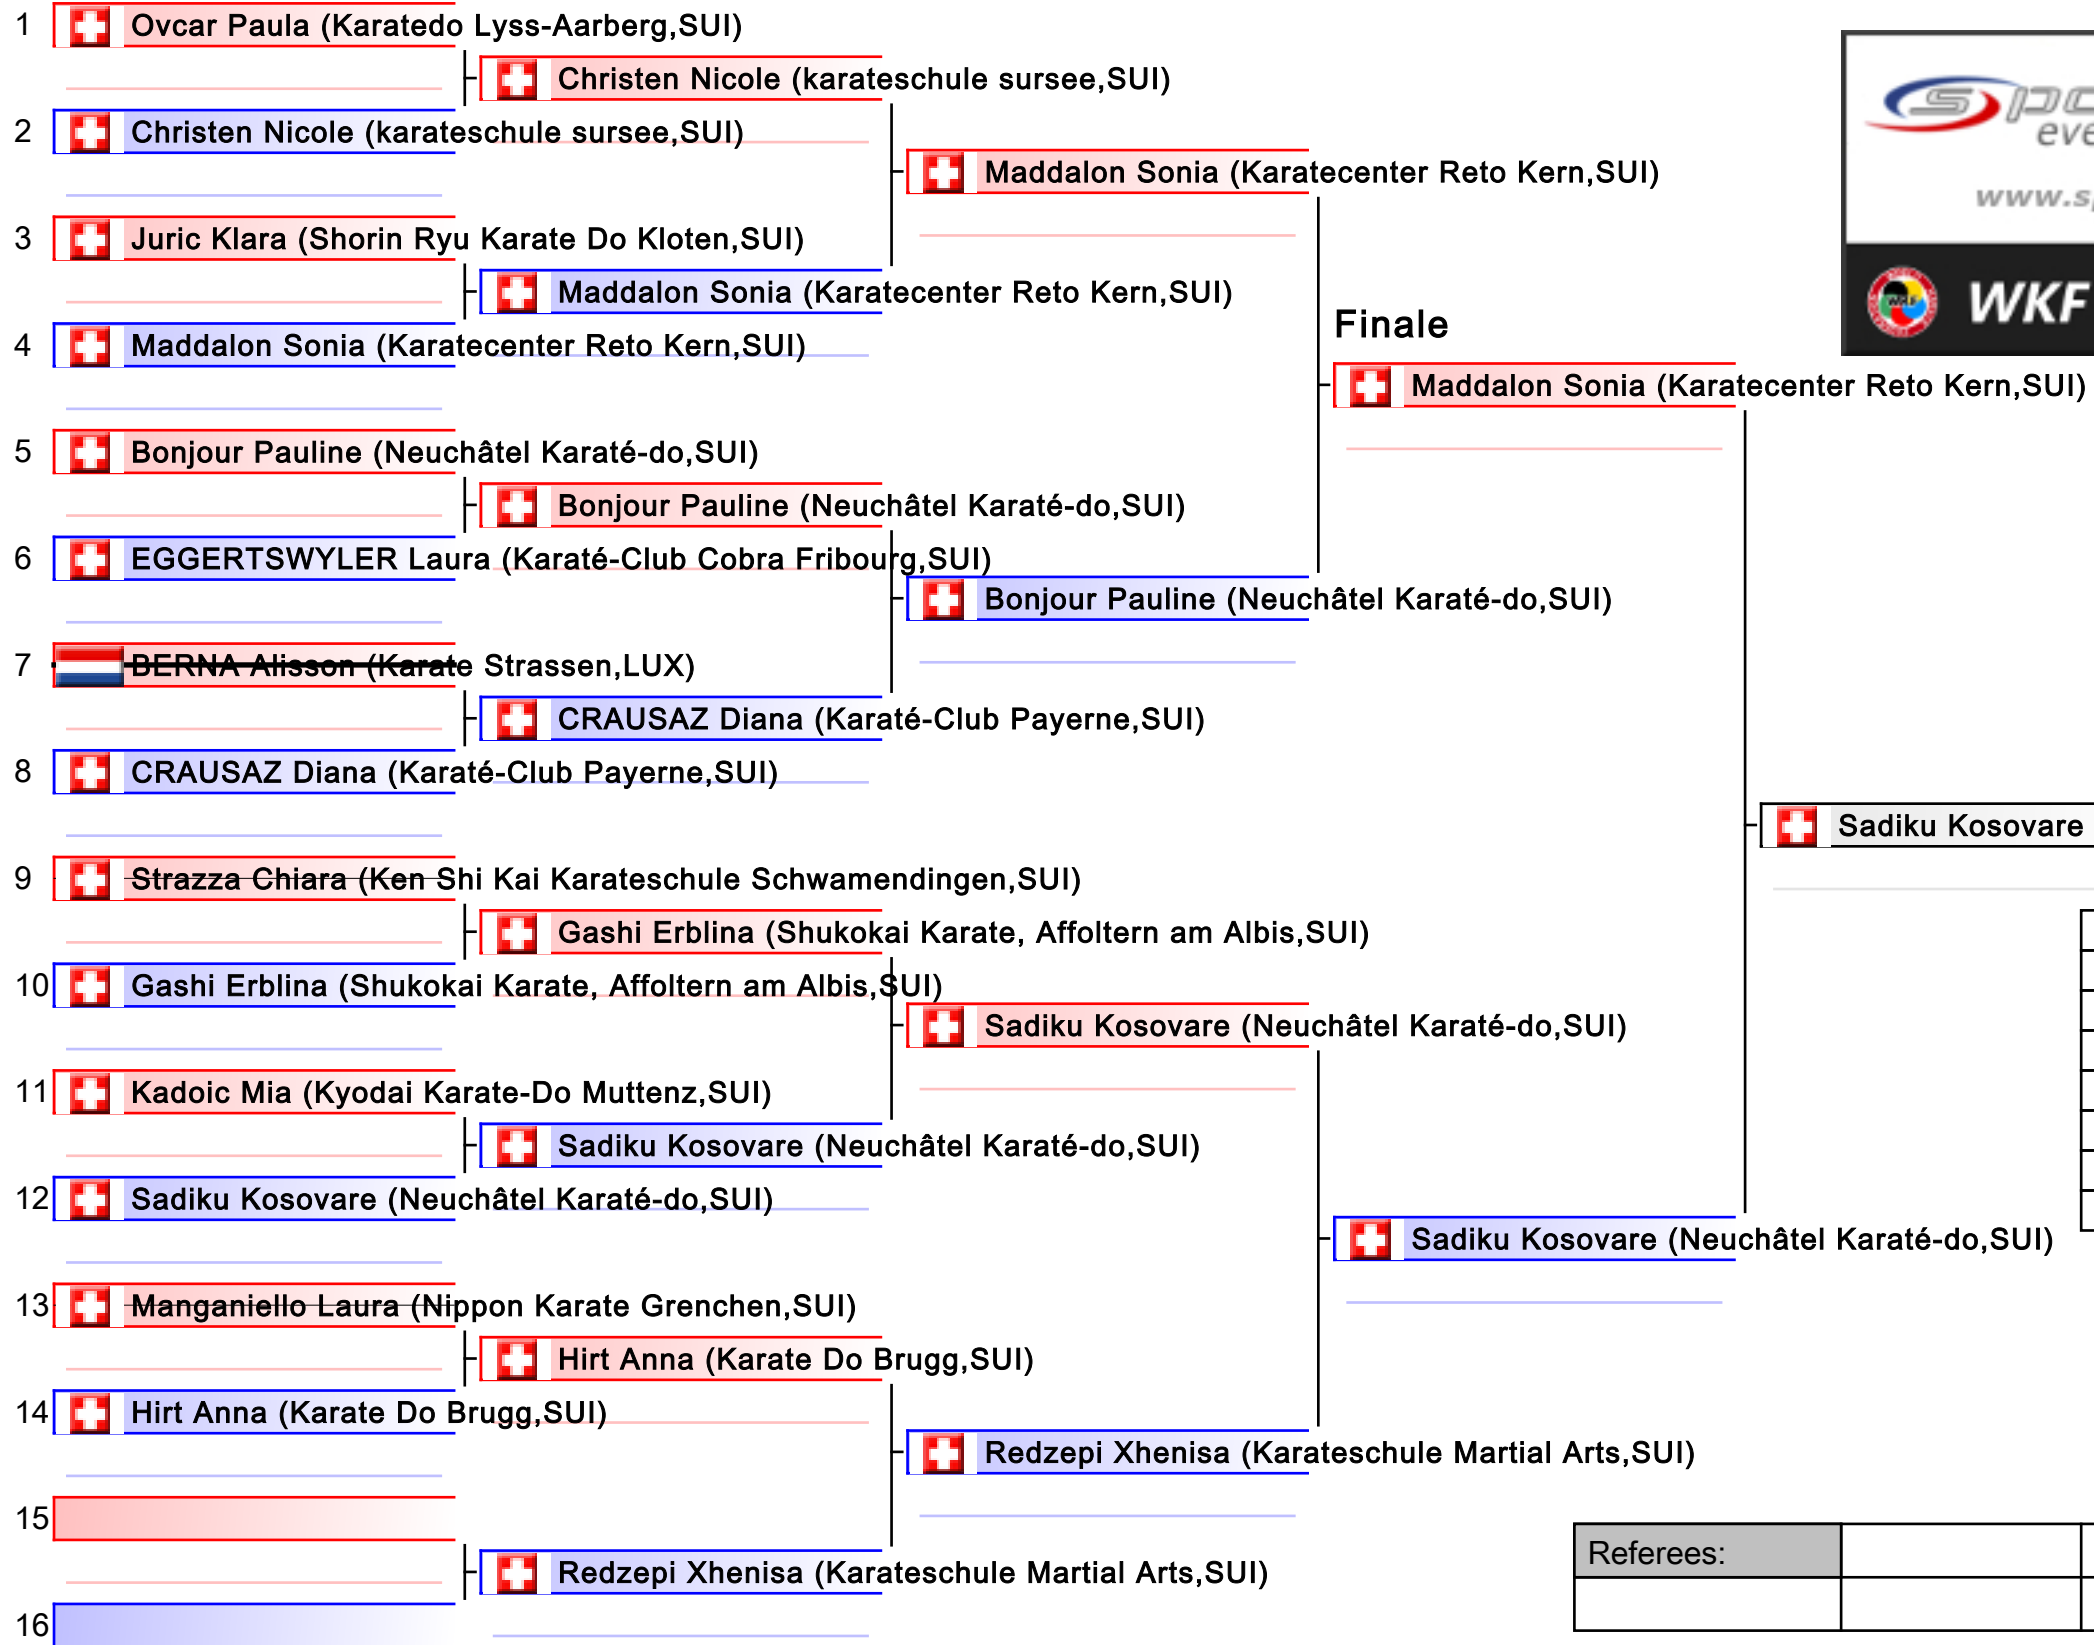 1 Ovcar Paula (Karatedo Lyss-Aarberg,SUI)
Christen Nicole (karateschule sursee,SUI)
2 Christen Nicole (karateschule sursee,SUI)
Maddalon Sonia (Karatecenter Reto Kern,SUI)
www.s
3 Juric Klara (Shorin Ryu Karate Do Kloten,SUI)
Maddalon Sonia (Karatecenter Reto Kern,SUI)
WKF
Finale
4 Maddalon Sonia (Karatecenter Reto Kern,SUI)
Maddalon Sonia (Karatecenter Reto Kern,SUI)
5 Bonjour Pauline (Neuchâtel Karaté-do,SUI)
Bonjour Pauline (Neuchâtel Karaté-do,SUI)
6 EGGERTSWYLER Laura (Karaté-Club Cobra Fribourg,SUI)
Bonjour Pauline (Neuchâtel Karaté-do,SUI)
7 BERNA Alisson (Karate Strassen,LUX)
CRAUSAZ Diana (Karaté-Club Payerne,SUI)
8 CRAUSAZ Diana (Karaté-Club Payerne,SUI)
Sadiku Kosovare
9 Strazza Chiara (Ken Shi Kai Karateschule Schwamendingen,SUI)
Gashi Erblina (Shukokai Karate, Affoltern am Albis,SUI)
10 Gashi Erblina (Shukokai Karate, Affoltern am Albis,SUI)
Sadiku Kosovare (Neuchâtel Karaté-do,SUI)
11 Kadoic Mia (Kyodai Karate-Do Muttenz,SUI)
Sadiku Kosovare (Neuchâtel Karaté-do,SUI)
12 Sadiku Kosovare (Neuchâtel Karaté-do,SUI)
Sadiku Kosovare (Neuchâtel Karaté-do,SUI)
13 Manganiello Laura (Nippon Karate Grenchen,SUI)
Hirt Anna (Karate Do Brugg,SUI)
14 Hirt Anna (Karate Do Brugg,SUI)
Redzepi Xhenisa (Karateschule Martial Arts,SUI)
15
Referees:
Redzepi Xhenisa (Karateschule Martial Arts,SUI)
16